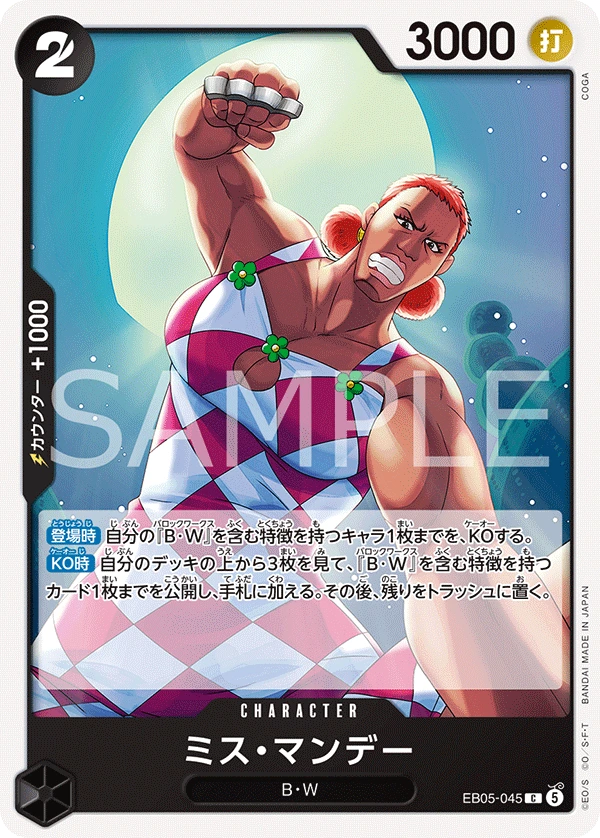 2
3000 打
COGA
カウンター +1000
SAMPLE
登場時 自分の『B・W』を含む特徴を持つキャラ1枚までを、KOする。
KO時 自分のデッキの上から3枚を見て、『B・W』を含む特徴を持つ
カード1枚までを公開し、手札に加える。その後、残りをトラッシュに置く。
CHARACTER
ミス・マンデー
B・W
EB05-045 C 5
©E.O/S ©O/S・F・T BANDAI MADE IN JAPAN